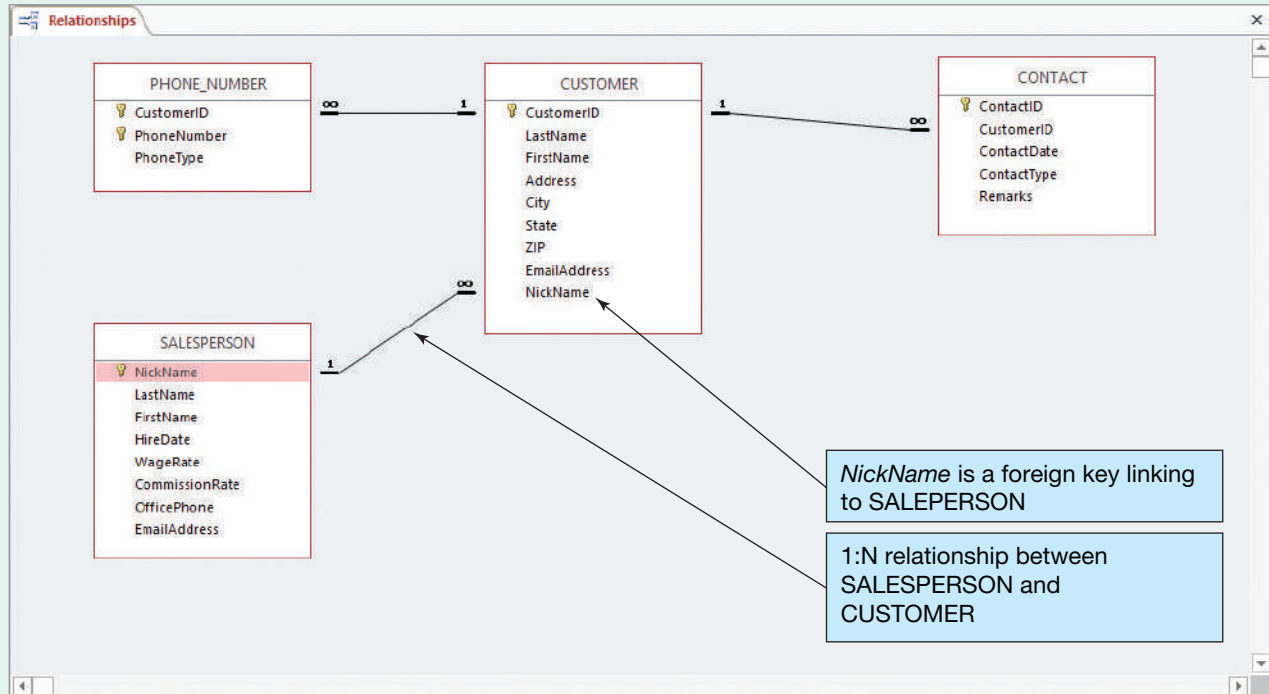 Relationships
PHONE_NUMBER
CustomerID
PhoneNumber
PhoneType
∞ 1
CUSTOMER
CustomerID
LastName
FirstName
Address
City
State
ZIP
EmailAddress
NickName
1 ∞
CONTACT
ContactID
CustomerID
ContactDate
ContactType
Remarks
∞
1
SALESPERSON
NickName
LastName
FirstName
HireDate
WageRate
CommissionRate
OfficePhone
EmailAddress
NickName is a foreign key linking
to SALEPERSON
1:N relationship between
SALESPERSON and
CUSTOMER